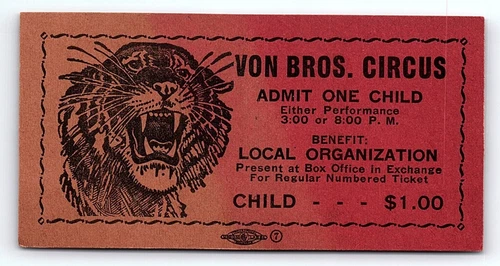 VON BROS. CIRCUS
ADMIT ONE CHILD
Either Performance
3:00 or 8:00 P. M.
BENEFIT:
LOCAL ORGANIZATION
Present at Box Office in Exchange
For Regular Numbered Ticket
CHILD - - - $1.00
7